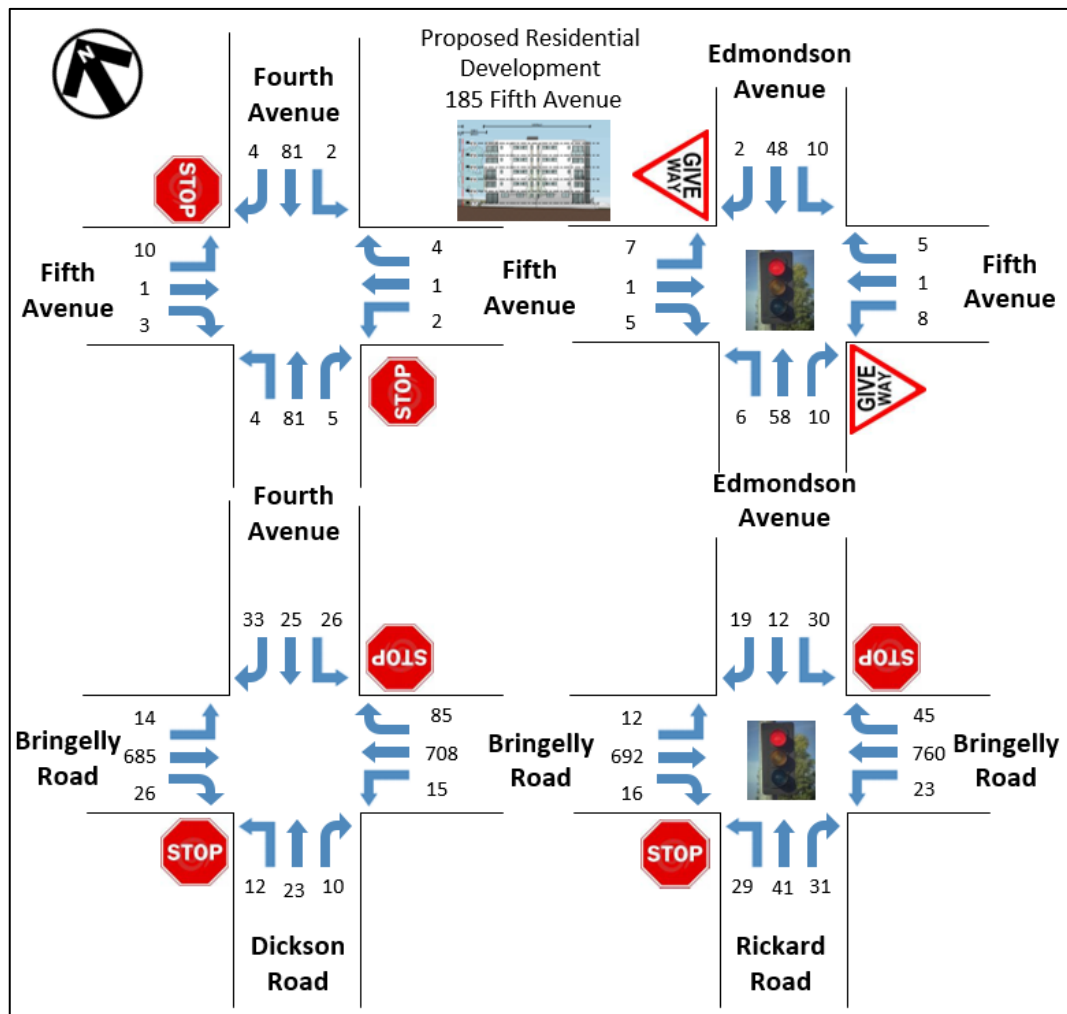 N
Proposed Residential
Development
185 Fifth Avenue
Fourth
Avenue
Edmondson
Avenue
4 81 2
2 48 10
STOP
GIVE
WAY
10
1
3
Fifth
Avenue
4
1
2
Fifth
Avenue
7
1
5
5
1
8
Fifth
Avenue
4 81 5
STOP
6 58 10
GIVE
WAY
Fourth
Avenue
Edmondson
Avenue
33 25 26
STOP
19 12 30
STOP
Bringelly
Road
14
685
26
85
708
15
Bringelly
Road
12
692
16
45
760
23
Bringelly
Road
STOP
12 23 10
STOP
29 41 31
Dickson
Road
Rickard
Road